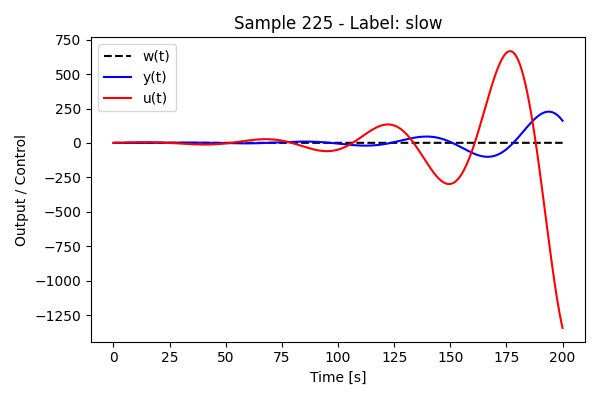 Sample 225 - Label: slow
w(t)
y(t)
u(t)
Output / Control
750
500
250
0
−250
−500
−750
−1000
−1250
0 25 50 75 100 125 150 175 200
Time [s]